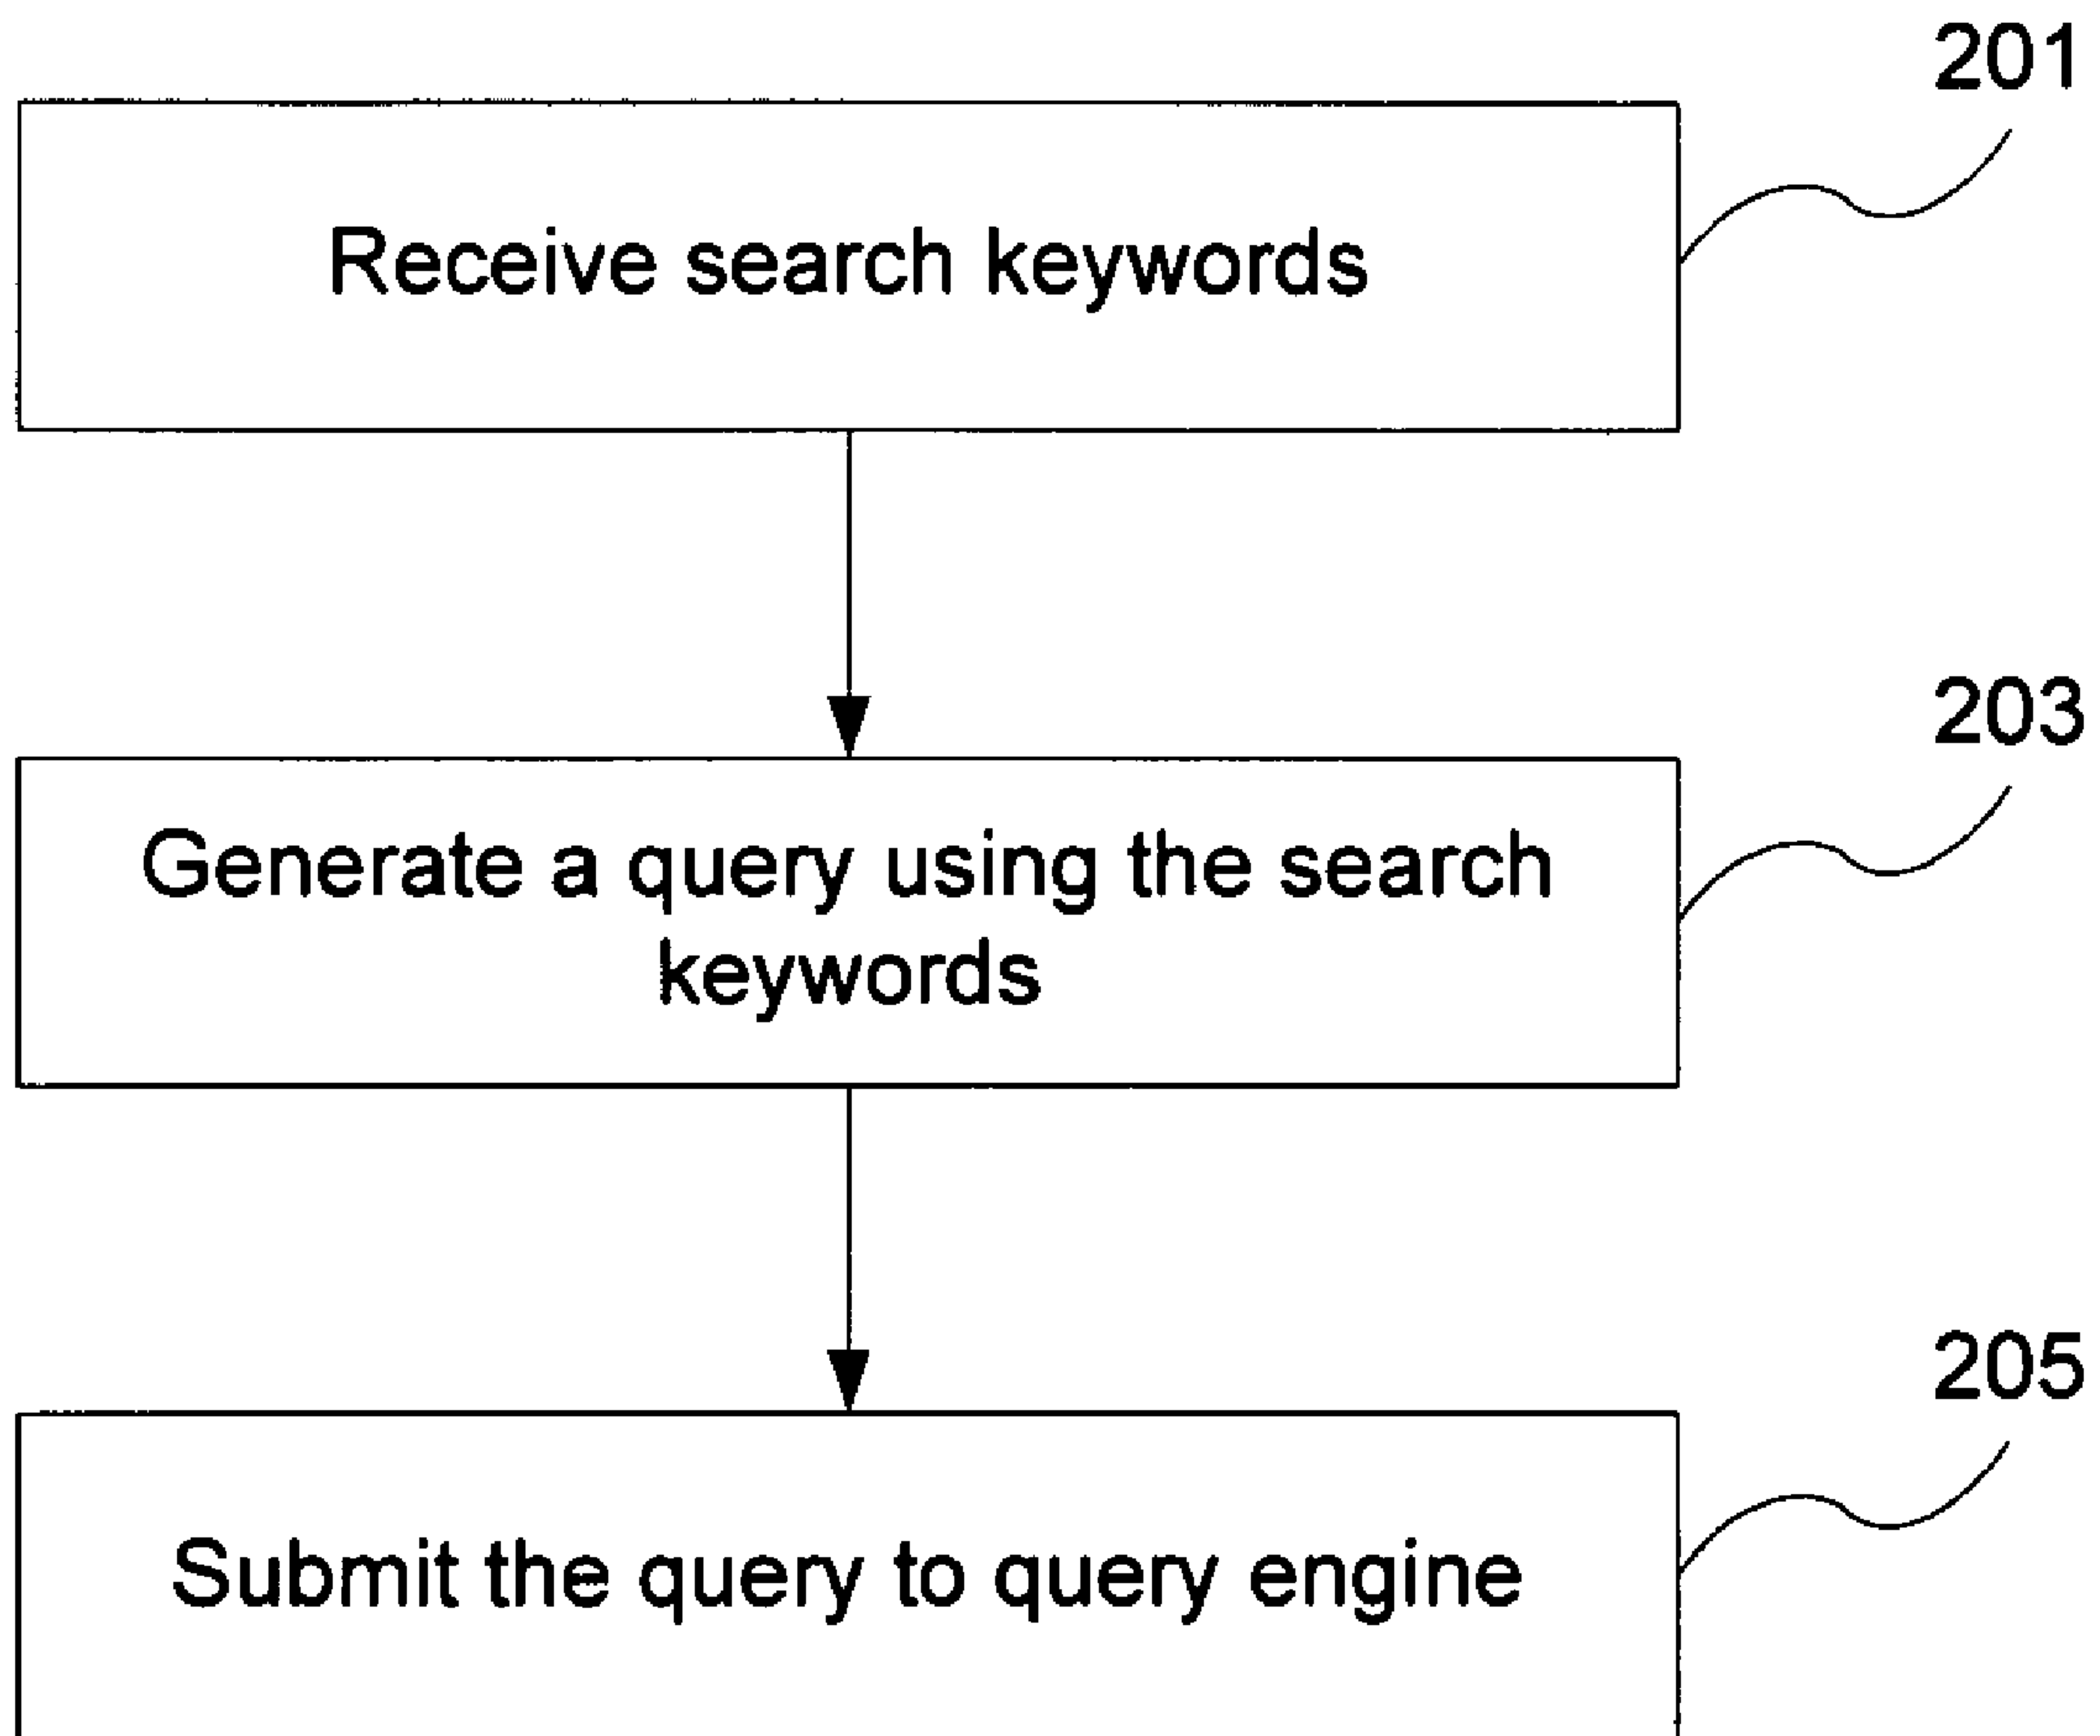 201
Receive search keywords
203
Generate a query using the search
keywords
205
Submit the query to query engine